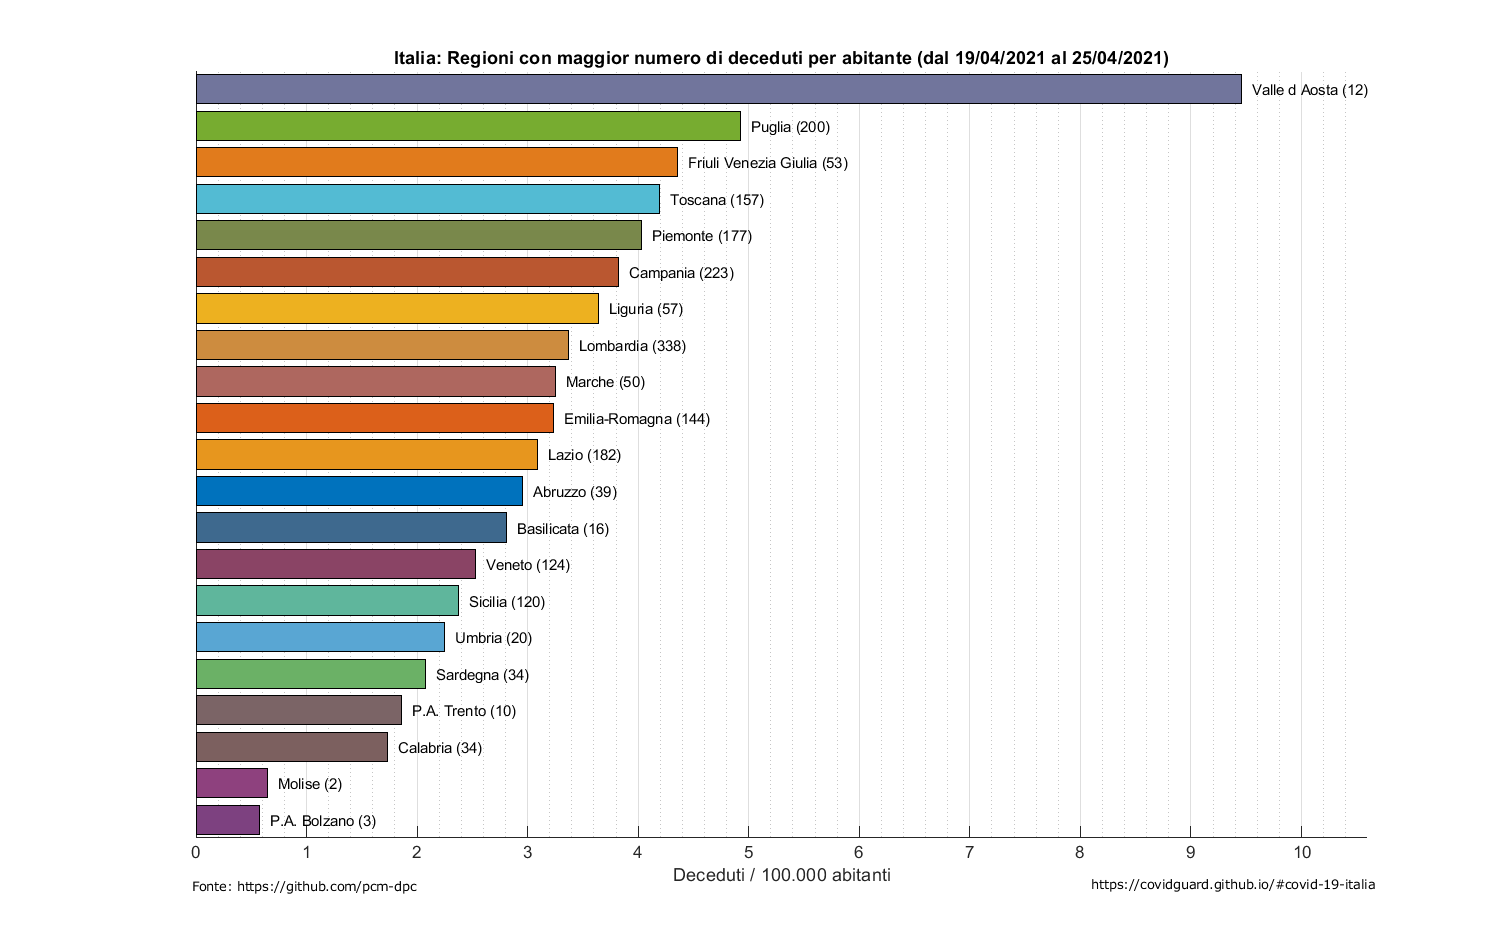 Italia: Regioni con maggior numero di deceduti per abitante (dal 19/04/2021 al 25/04/2021)
Valle d Aosta (12)
Puglia (200)
Friuli Venezia Giulia (53)
Toscana (157)
Piemonte (177)
Campania (223)
Liguria (57)
Lombardia (338)
Marche (50)
Emilia-Romagna (144)
Lazio (182)
Abruzzo (39)
Basilicata (16)
Veneto (124)
Sicilia (120)
Umbria (20)
Sardegna (34)
P.A. Trento (10)
Calabria (34)
Molise (2)
P.A. Bolzano (3)
0 1 2 3 4 5 6 7 8 9 10
Deceduti / 100.000 abitanti
Fonte: https://github.com/pcm-dpc
https://covidguard.github.io/#covid-19-italia